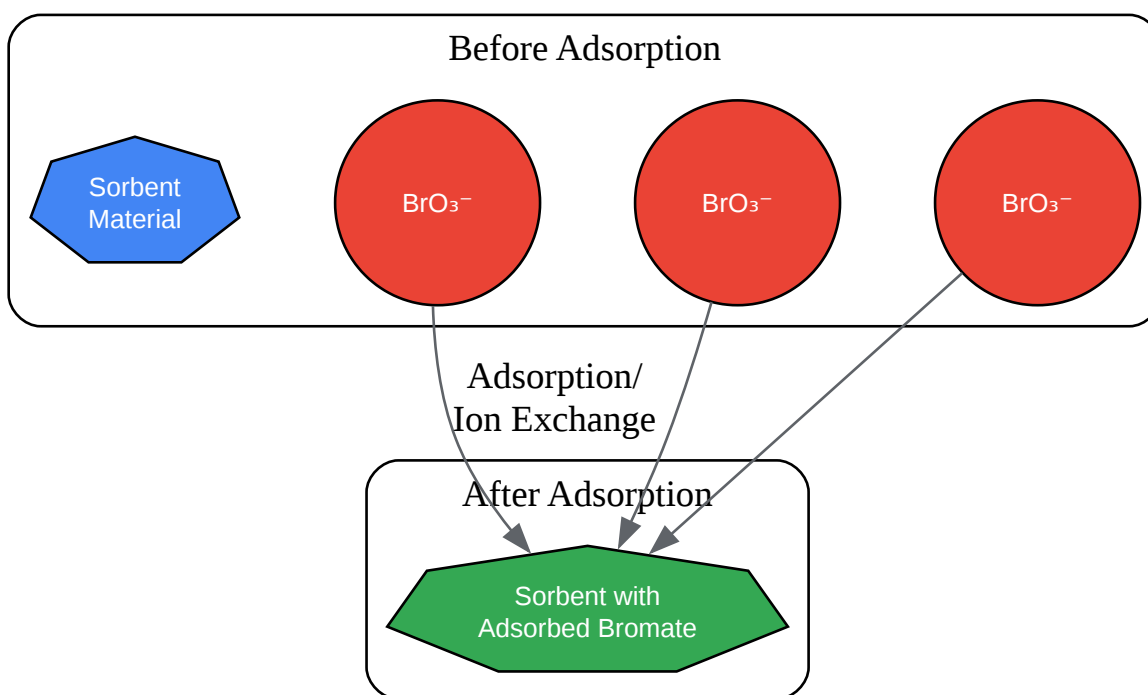 Before Adsorption
Sorbent
Material
BrO₃⁻
BrO₃⁻
BrO₃⁻
Adsorption/
Ion Exchange
After Adsorption
Sorbent with
Adsorbed Bromate